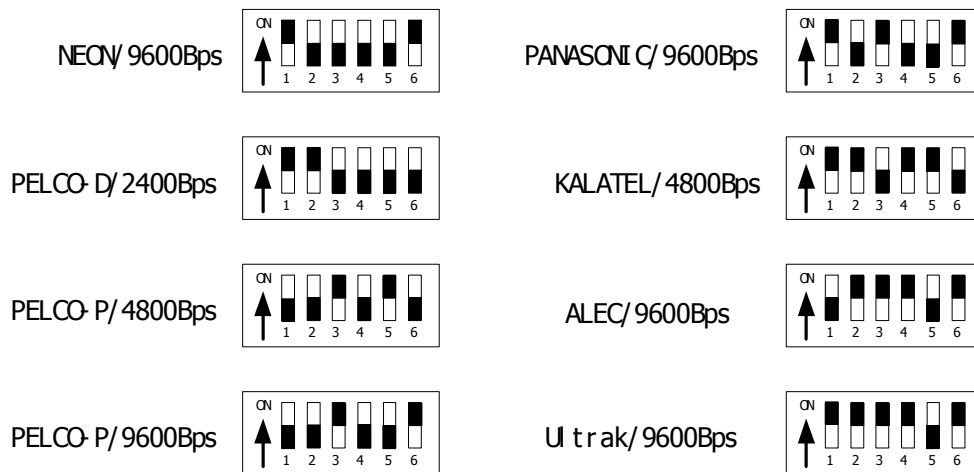 NEON/9600Bps
ON
1 2 3 4 5 6
PANASONIC/9600Bps
ON
1 2 3 4 5 6
PELCO-D/2400Bps
ON
1 2 3 4 5 6
KALATEL/4800Bps
ON
1 2 3 4 5 6
PELCO-P/4800Bps
ON
1 2 3 4 5 6
ALEC/9600Bps
ON
1 2 3 4 5 6
PELCO-P/9600Bps
ON
1 2 3 4 5 6
Ultrak/9600Bps
ON
1 2 3 4 5 6